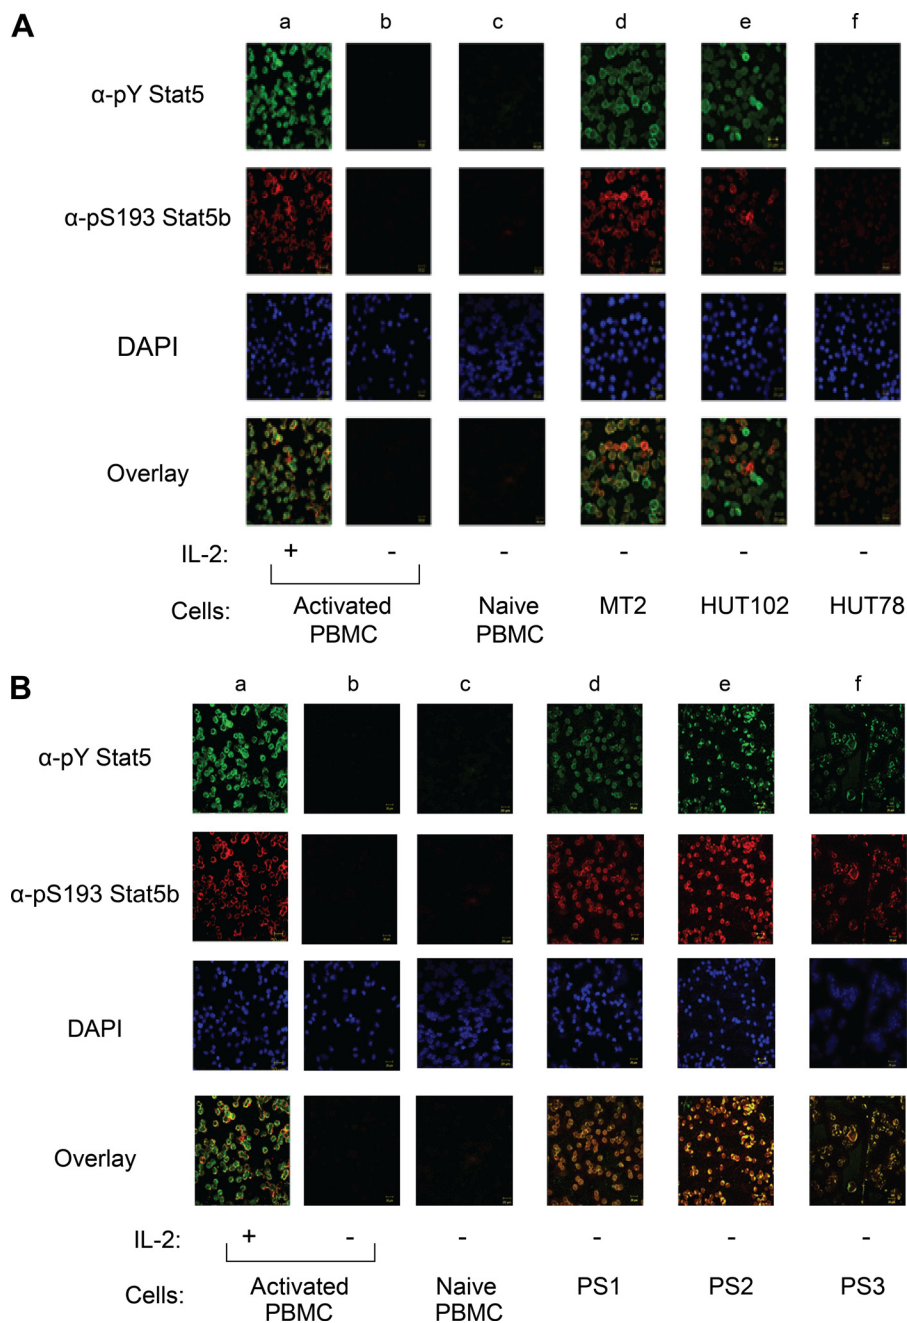 A
a b c d e f
α-pY Stat5
α-pS193 Stat5b
DAPI
Overlay
IL-2: + - - - - -
Cells: Activated PBMC Naive PBMC MT2 HUT102 HUT78
B
a b c d e f
α-pY Stat5
α-pS193 Stat5b
DAPI
Overlay
IL-2: + - - - - -
Cells: Activated PBMC Naive PBMC PS1 PS2 PS3